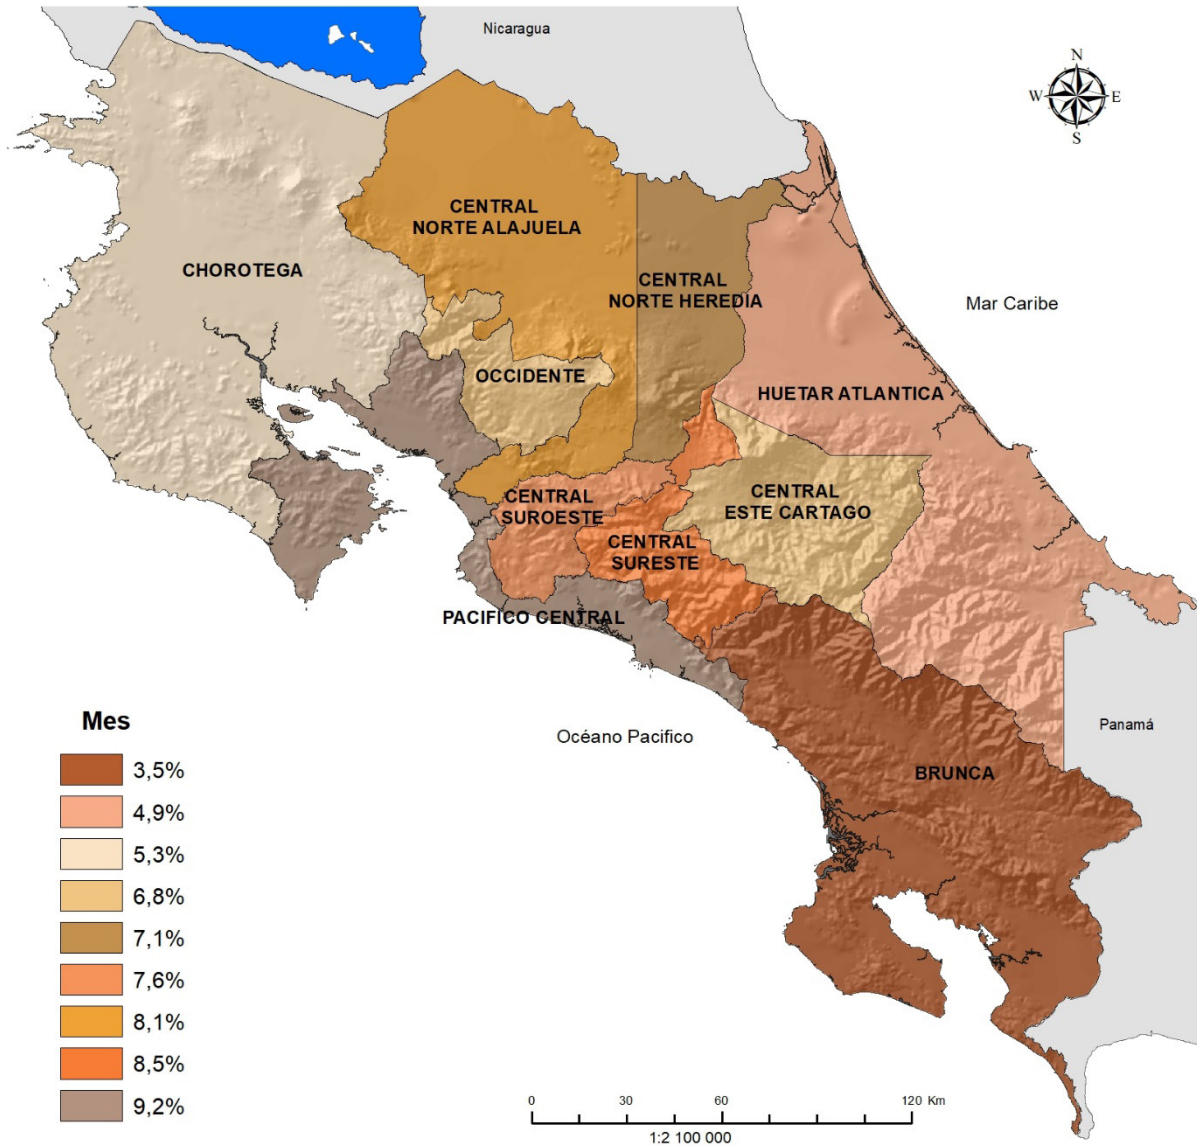 Nicaragua
N
W
E
S
CENTRAL
NORTE ALAJUELA
CHOROTEGA
CENTRAL
NORTE HEREDIA
Mar Caribe
OCCIDENTE
HUETAR ATLANTICA
CENTRAL
SUROESTE
CENTRAL
ESTE CARTAGO
CENTRAL
SURESTE
PACIFICO CENTRAL
Océano Pacifico
Panamá
BRUNCA
Mes
3,5%
4,9%
5,3%
6,8%
7,1%
7,6%
8,1%
8,5%
9,2%
0 30 60 120 Km
1:2 100 000